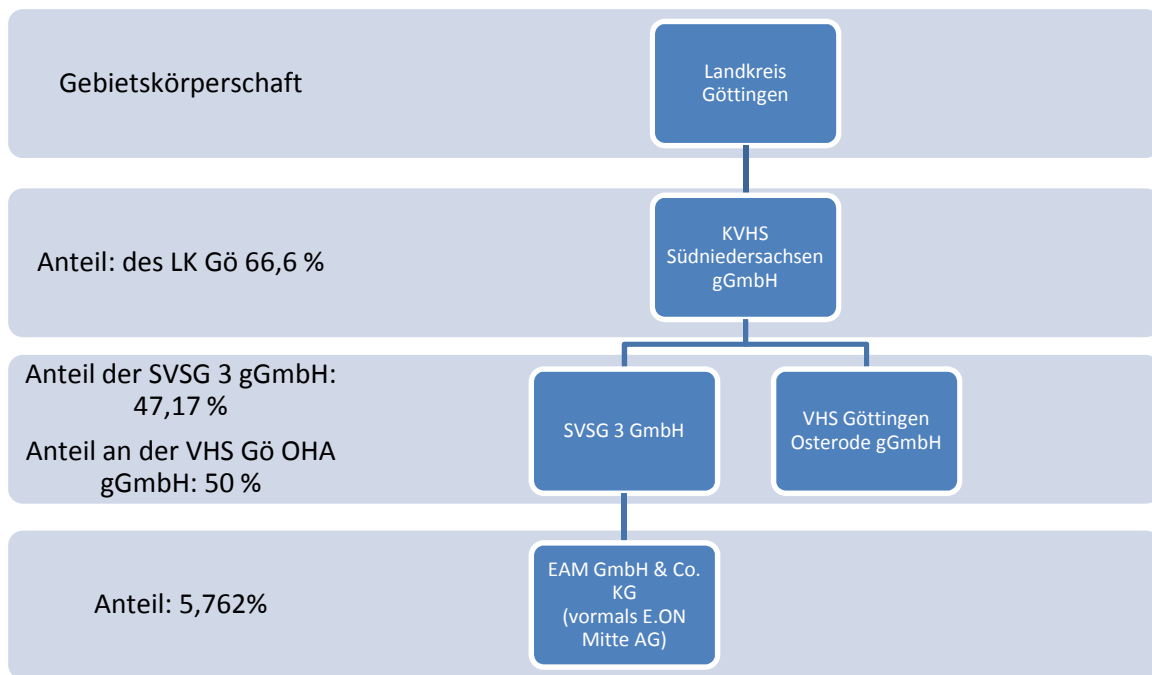 Gebietskörperschaft
Landkreis
Göttingen
Anteil: des LK Gö 66,6 %
KVHS
Südniedersachsen
gGmbH
Anteil der SVSG 3 gGmbH:
47,17 %
Anteil an der VHS Gö OHA
gGmbH: 50 %
SVSG 3 GmbH
VHS Göttingen
Osterode gGmbH
Anteil: 5,762%
EAM GmbH & Co.
KG
(vormals E.ON
Mitte AG)